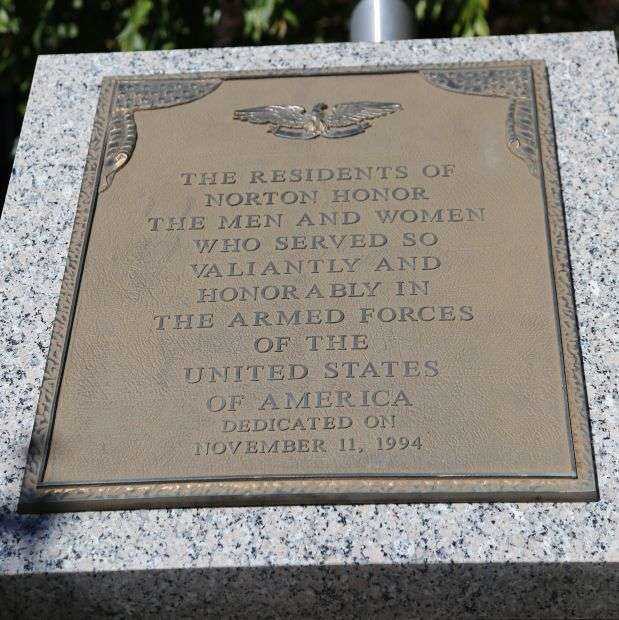 THE RESIDENTS OF
NORTON HONOR
THE MEN AND WOMEN
WHO SERVED SO
VALIANTLY AND
HONORABLY IN
THE ARMED FORCES
OF THE
UNITED STATES
OF AMERICA
DEDICATED ON
NOVEMBER 11, 1994